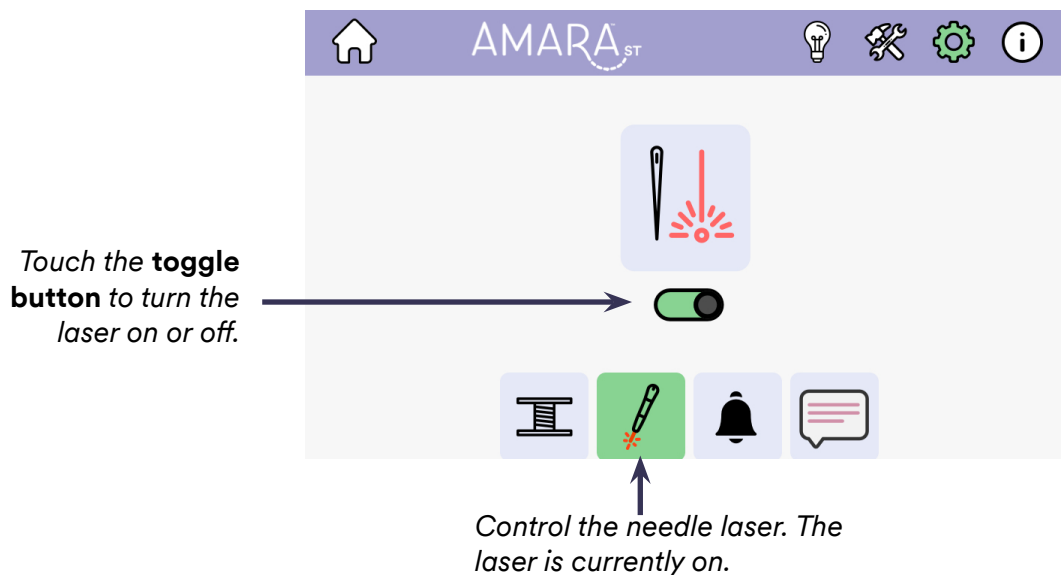 AMARA ST
Touch the toggle
button to turn the
laser on or off.
Control the needle laser. The
laser is currently on.